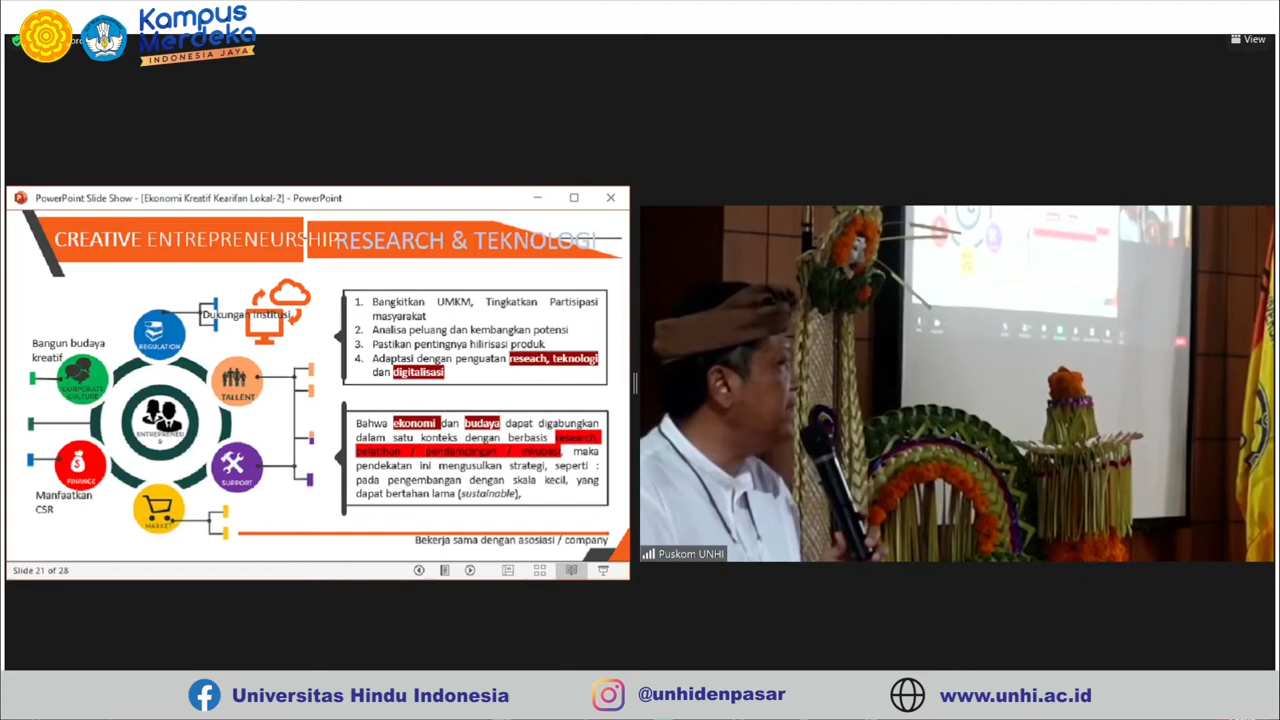 Kampus
Merdeka
INDONESIA JAYA
View
PowerPoint Slide Show - [Ekonomi Kreatif Kearifan Lokal-2] - PowerPoint
CREATIVE ENTREPRENEURSHIP
RESEARCH & TEKNOLOGI
Dukungan Institusi
REGULATION
Bangun budaya
kreatif
CORPORATE
CULTURE
TALLENT
ENTREPRENEU
R
FINANCE
SUPPORT
Manfaatkan
CSR
MARKET
1. Bangkitkan UMKM, Tingkatkan Partisipasi
masyarakat
2. Analisa peluang dan kembangkan potensi
3. Pastikan pentingnya hilirisasi produk
4. Adaptasi dengan penguatan reseach, teknologi
dan digitalisasi
Bahwa ekonomi dan budaya dapat digabungkan
dalam satu konteks dengan berbasis research,
pelatihan / pendampingan / inkubasi, maka
pendekatan ini mengusulkan strategi, seperti :
pada pengembangan dengan skala kecil, yang
dapat bertahan lama (sustainable),
Bekerja sama dengan asosiasi / company
Slide 21 of 28
Puskom UNHI
Universitas Hindu Indonesia
@unhidenpasar
www.unhi.ac.id